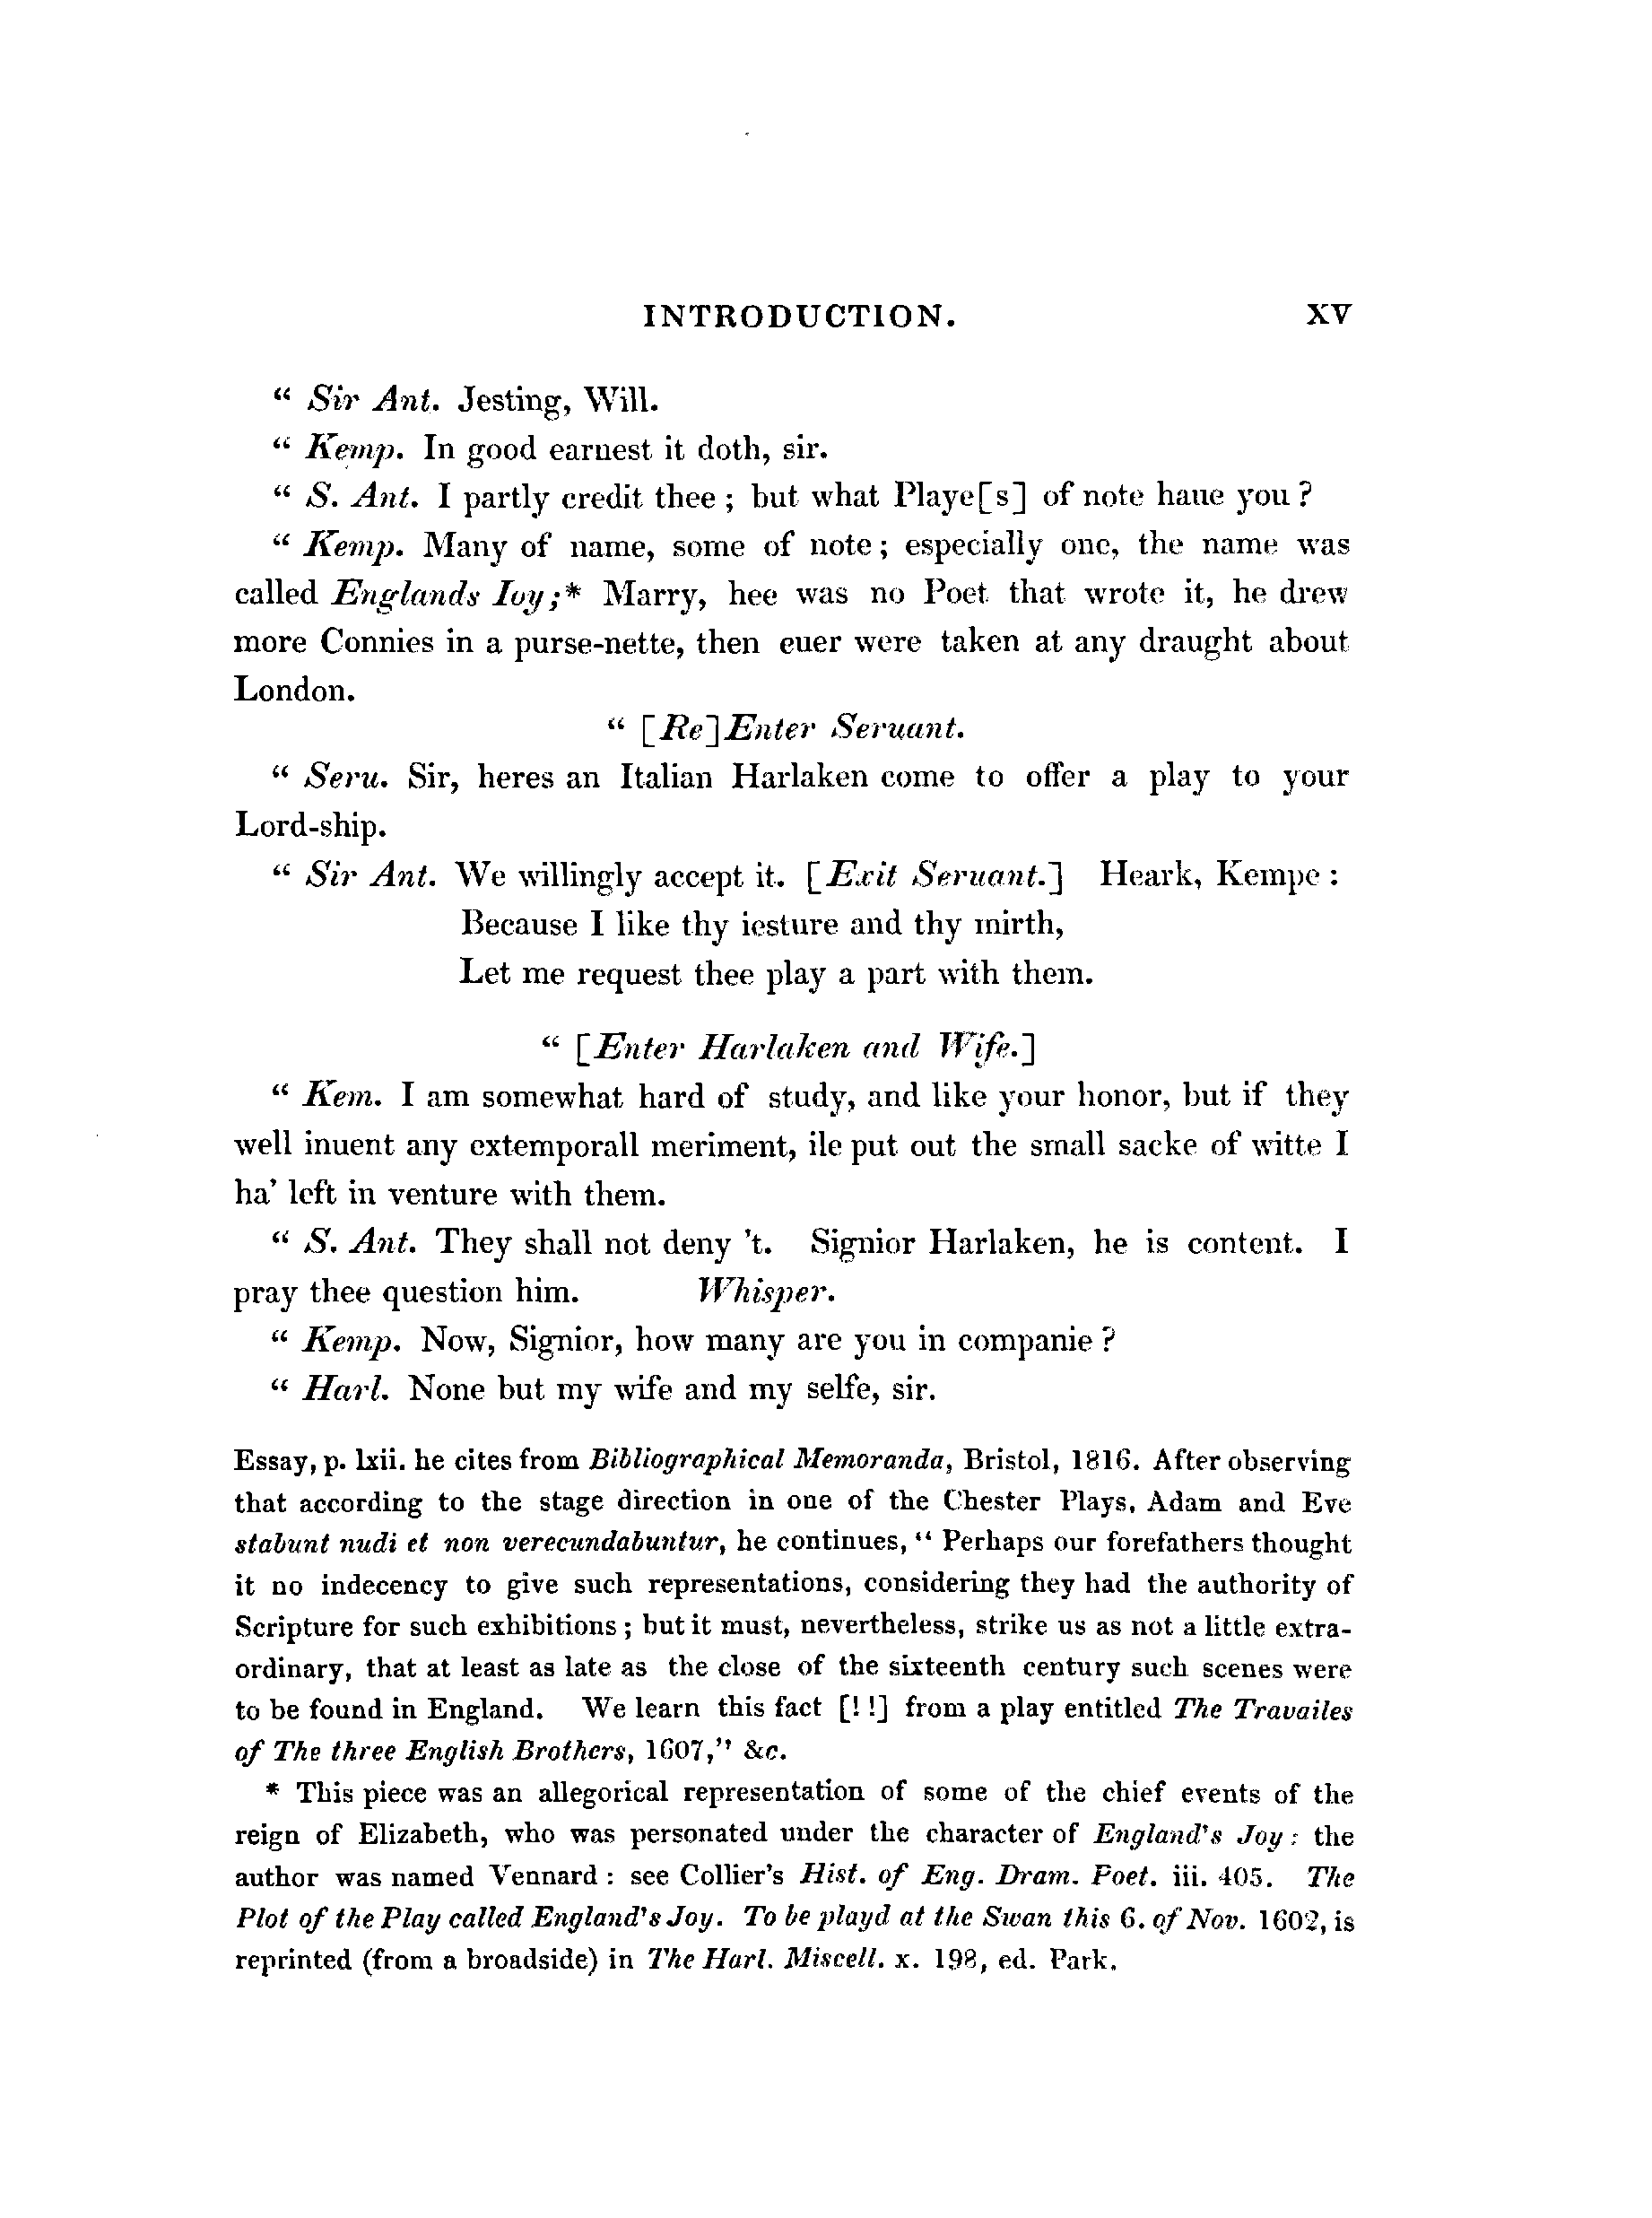 INTRODUCTION. XV
“ Sir Ant. Jesting, Will.
“ Kemp. In good earnest it doth, sir.
“ S. Ant. I partly credit thee ; but what Playe[s] of note haue you ?
“ Kemp. Many of name, some of note ; especially one, the name was
called Englands Ioy ;* Marry, hee was no Poet that wrote it, he drew
more Connies in a purse-nette, then euer were taken at any draught about
London.
“ [Re]Enter Seruant.
“ Seru. Sir, heres an Italian Harlaken come to offer a play to your
Lord-ship.
“ Sir Ant. We willingly accept it. [Exit Seruant.] Heark, Kempe :
Because I like thy iesture and thy mirth,
Let me request thee play a part with them.
“ [Enter Harlaken and Wife.]
“ Kem. I am somewhat hard of study, and like your honor, but if they
well inuent any extemporall meriment, ile put out the small sacke of witte I
ha’ left in venture with them.
“ S. Ant. They shall not deny ’t. Signior Harlaken, he is content. I
pray thee question him. Whisper.
“ Kemp. Now, Signior, how many are you in companie ?
“ Harl. None but my wife and my selfe, sir.
Essay, p. lxii. he cites from Bibliographical Memoranda, Bristol, 1816. After observing
that according to the stage direction in one of the Chester Plays, Adam and Eve
stabunt nudi et non verecundabuntur, he continues, “ Perhaps our forefathers thought
it no indecency to give such representations, considering they had the authority of
Scripture for such exhibitions ; but it must, nevertheless, strike us as not a little extra-
ordinary, that at least as late as the close of the sixteenth century such scenes were
to be found in England. We learn this fact [! !] from a play entitled The Travailes
of The three English Brothers, 1607,” &c.
* This piece was an allegorical representation of some of the chief events of the
reign of Elizabeth, who was personated under the character of England’s Joy : the
author was named Vennard : see Collier’s Hist. of Eng. Dram. Poet. iii. 405. The
Plot of the Play called England’s Joy. To be playd at the Swan this 6. of Nov. 1602, is
reprinted (from a broadside) in The Harl. Miscell. x. 198, ed. Park.